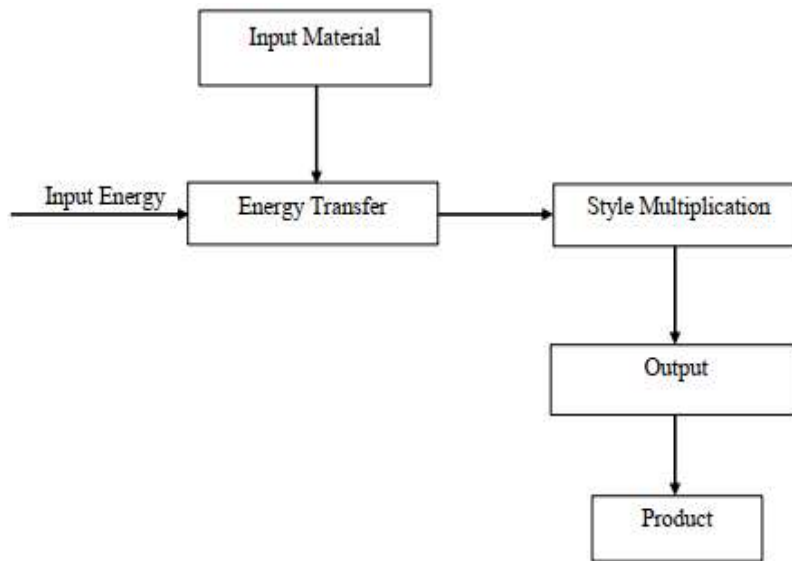 Input Material
Input Energy
Energy Transfer
Style Multiplication
Output
Product